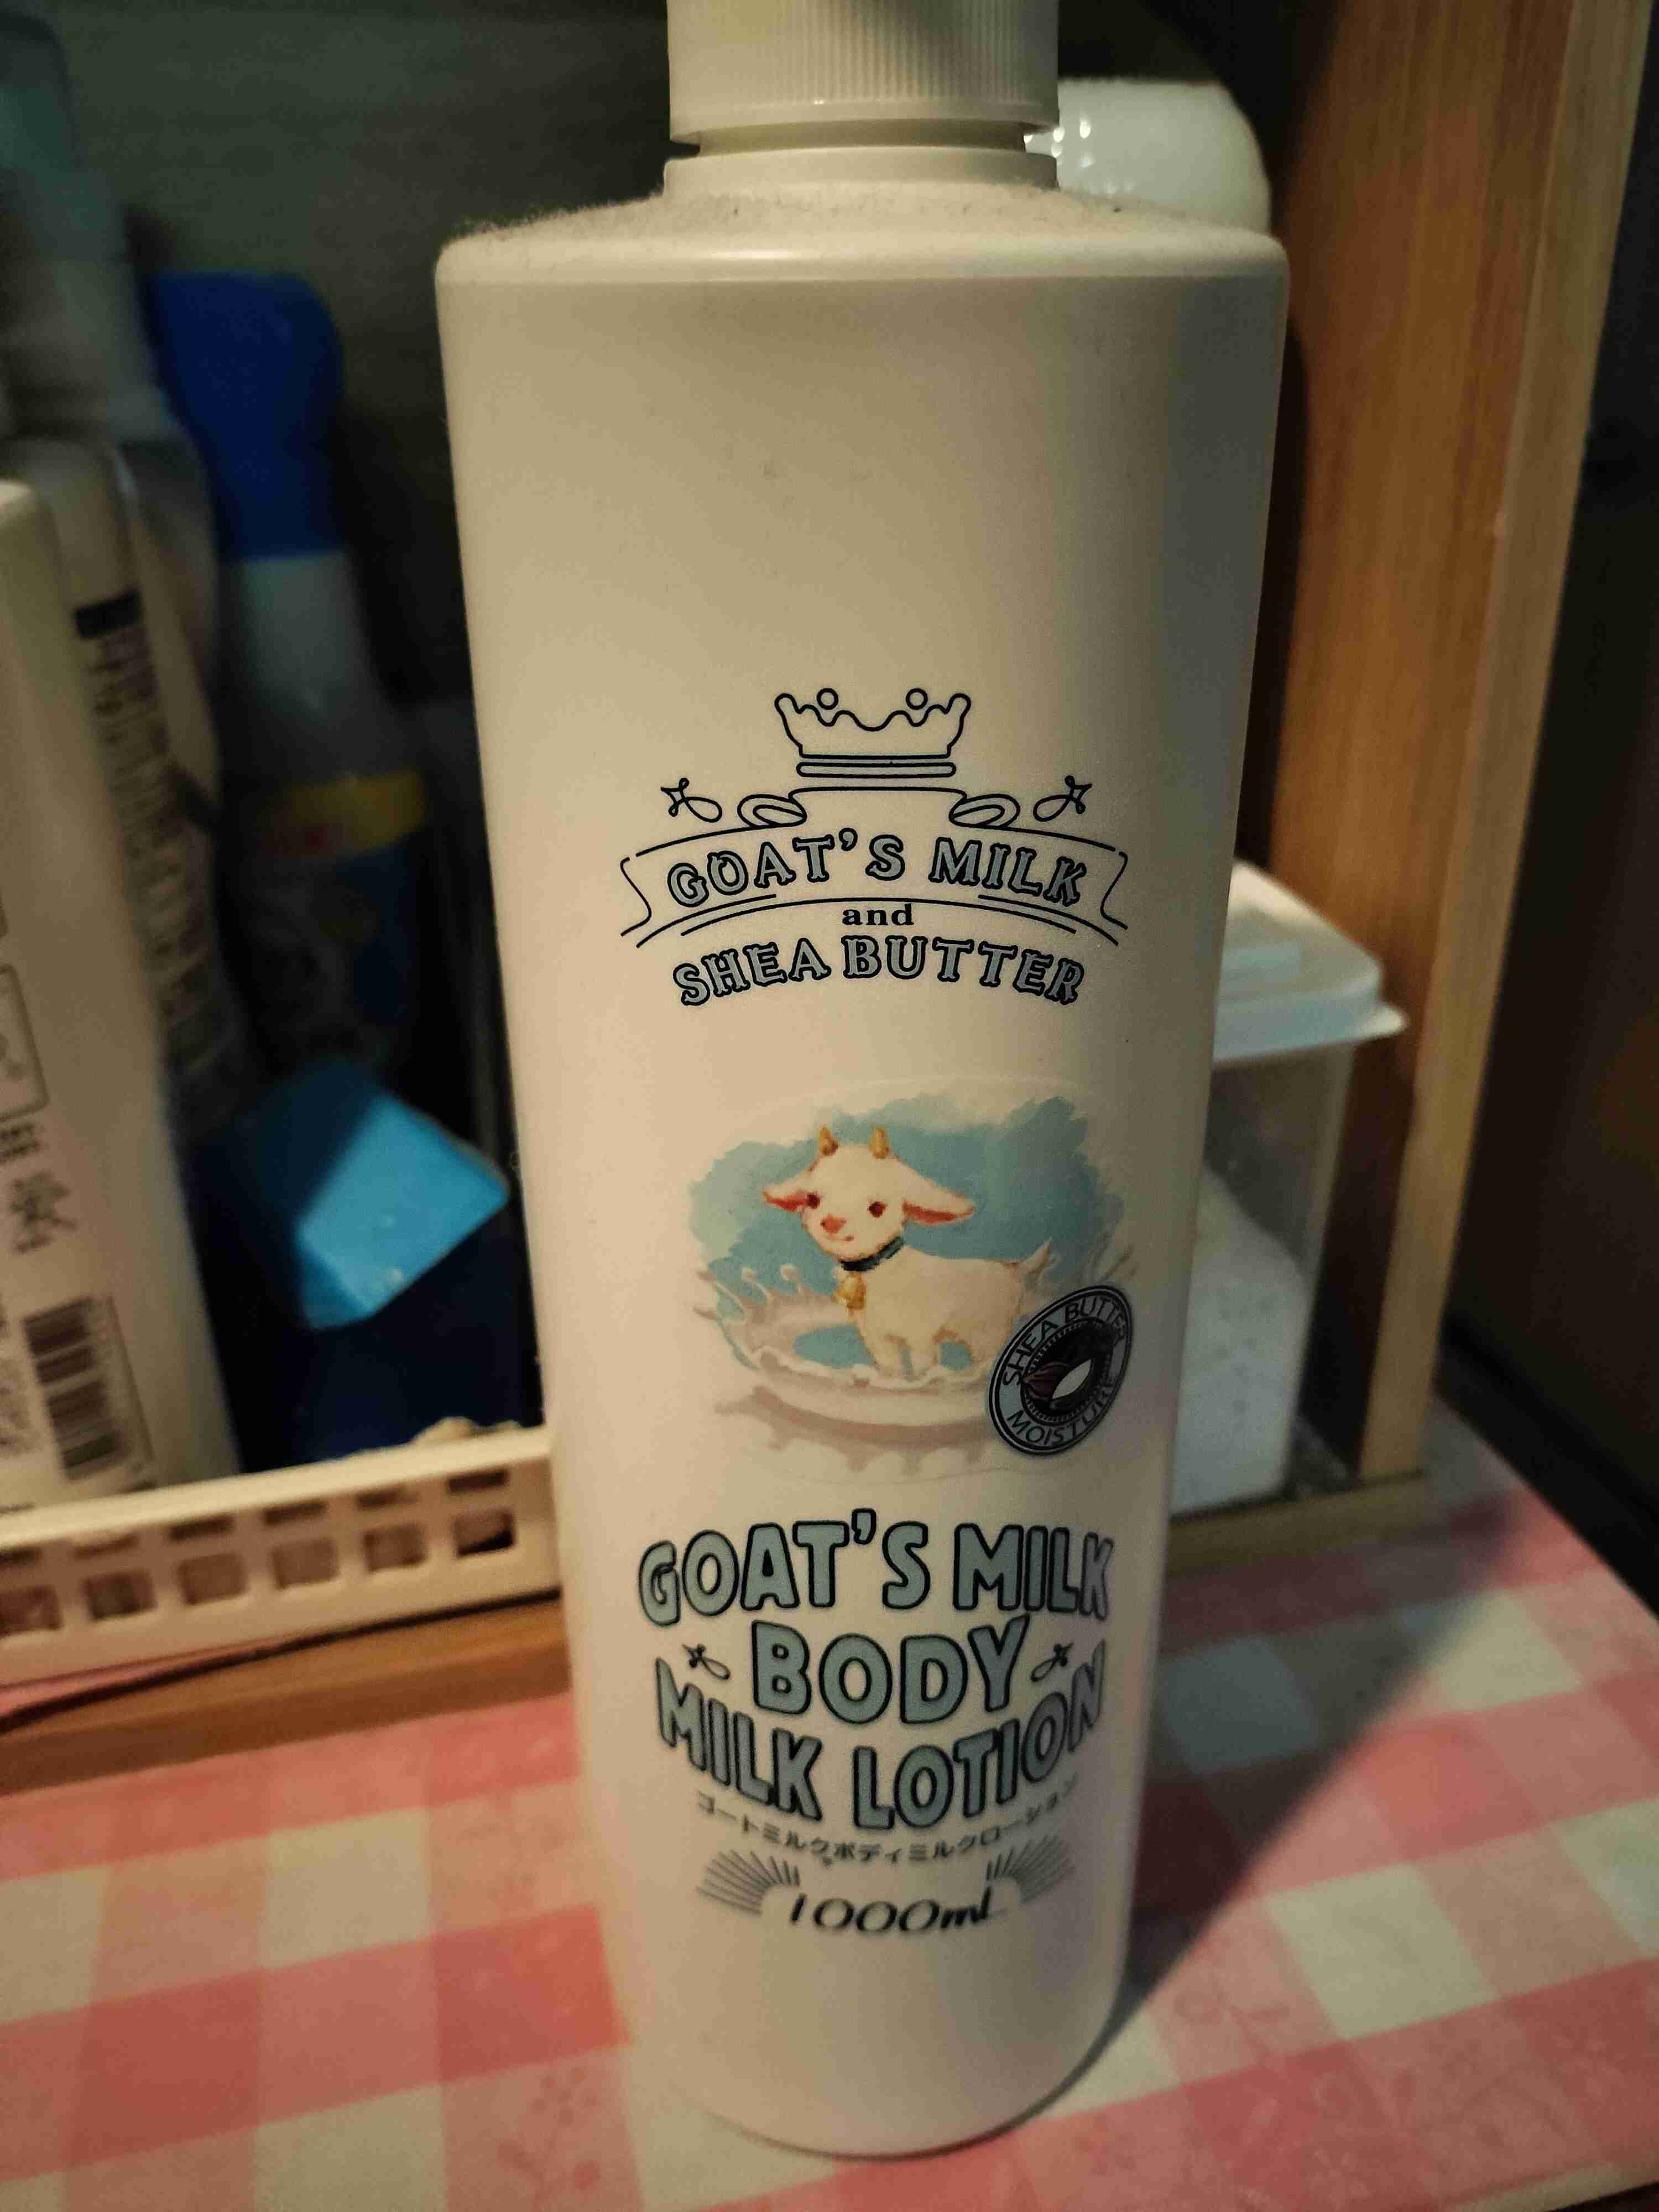 GOAT'S MILK
and
SHEA BUTTER
SHEA BUTTER
MOISTURE
GOAT'S MILK
BODY
MILK LOTION
ゴートミルクボディミルクローション
1000mL